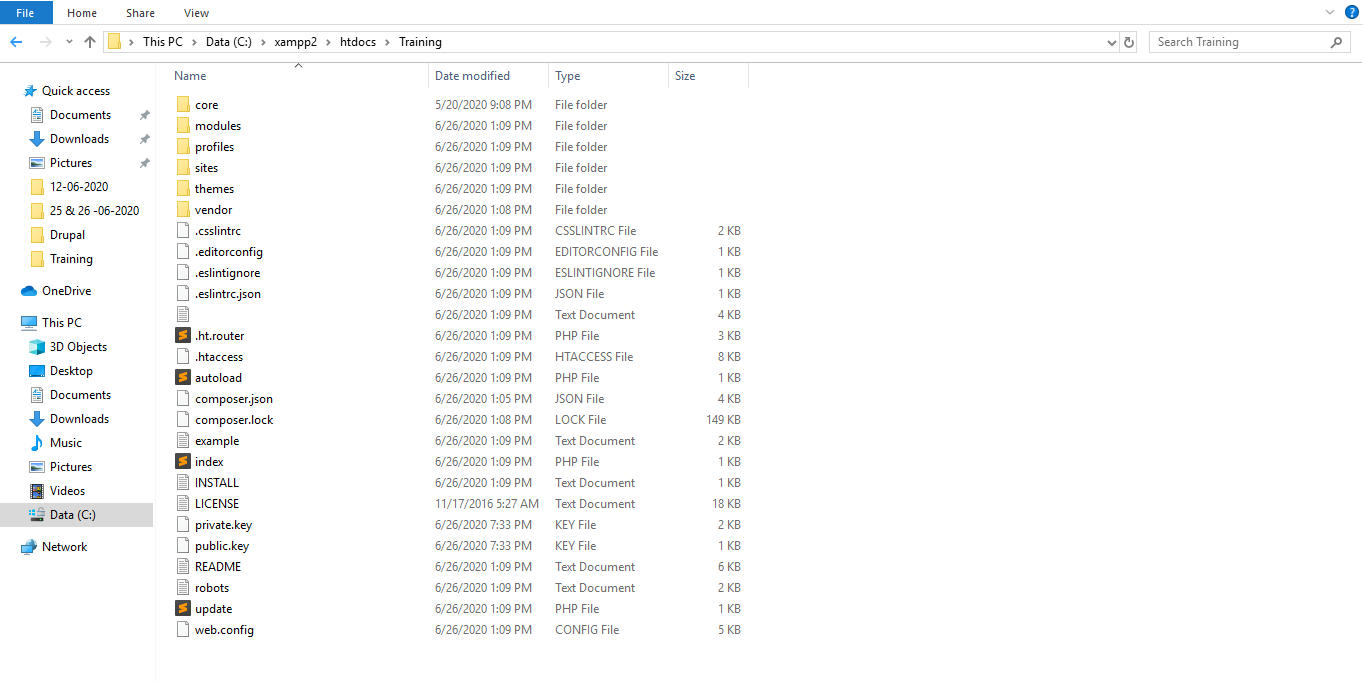 File Home Share View
This PC > Data (C:) > xampp2 > htdocs > Training
Search Training
Quick access
Documents
Downloads
Pictures
12-06-2020
25 & 26 -06-2020
Drupal
Training
OneDrive
This PC
3D Objects
Desktop
Documents
Downloads
Music
Pictures
Videos
Data (C:)
Network
Name Date modified Type Size
core 5/20/2020 9:08 PM File folder
modules 6/26/2020 1:09 PM File folder
profiles 6/26/2020 1:09 PM File folder
sites 6/26/2020 1:09 PM File folder
themes 6/26/2020 1:09 PM File folder
vendor 6/26/2020 1:08 PM File folder
.csslintrc 6/26/2020 1:09 PM CSSLINTRC File 2 KB
.editorconfig 6/26/2020 1:09 PM EDITORCONFIG File 1 KB
.eslintignore 6/26/2020 1:09 PM ESLINTIGNORE File 1 KB
.eslintrc.json 6/26/2020 1:09 PM JSON File 1 KB
6/26/2020 1:09 PM Text Document 4 KB
.ht.router 6/26/2020 1:09 PM PHP File 3 KB
.htaccess 6/26/2020 1:09 PM HTACCESS File 8 KB
autoload 6/26/2020 1:09 PM PHP File 1 KB
composer.json 6/26/2020 1:05 PM JSON File 4 KB
composer.lock 6/26/2020 1:08 PM LOCK File 149 KB
example 6/26/2020 1:09 PM Text Document 2 KB
index 6/26/2020 1:09 PM PHP File 1 KB
INSTALL 6/26/2020 1:09 PM Text Document 1 KB
LICENSE 11/17/2016 5:27 AM Text Document 18 KB
private.key 6/26/2020 7:33 PM KEY File 2 KB
public.key 6/26/2020 7:33 PM KEY File 1 KB
README 6/26/2020 1:09 PM Text Document 6 KB
robots 6/26/2020 1:09 PM Text Document 2 KB
update 6/26/2020 1:09 PM PHP File 1 KB
web.config 6/26/2020 1:09 PM CONFIG File 5 KB